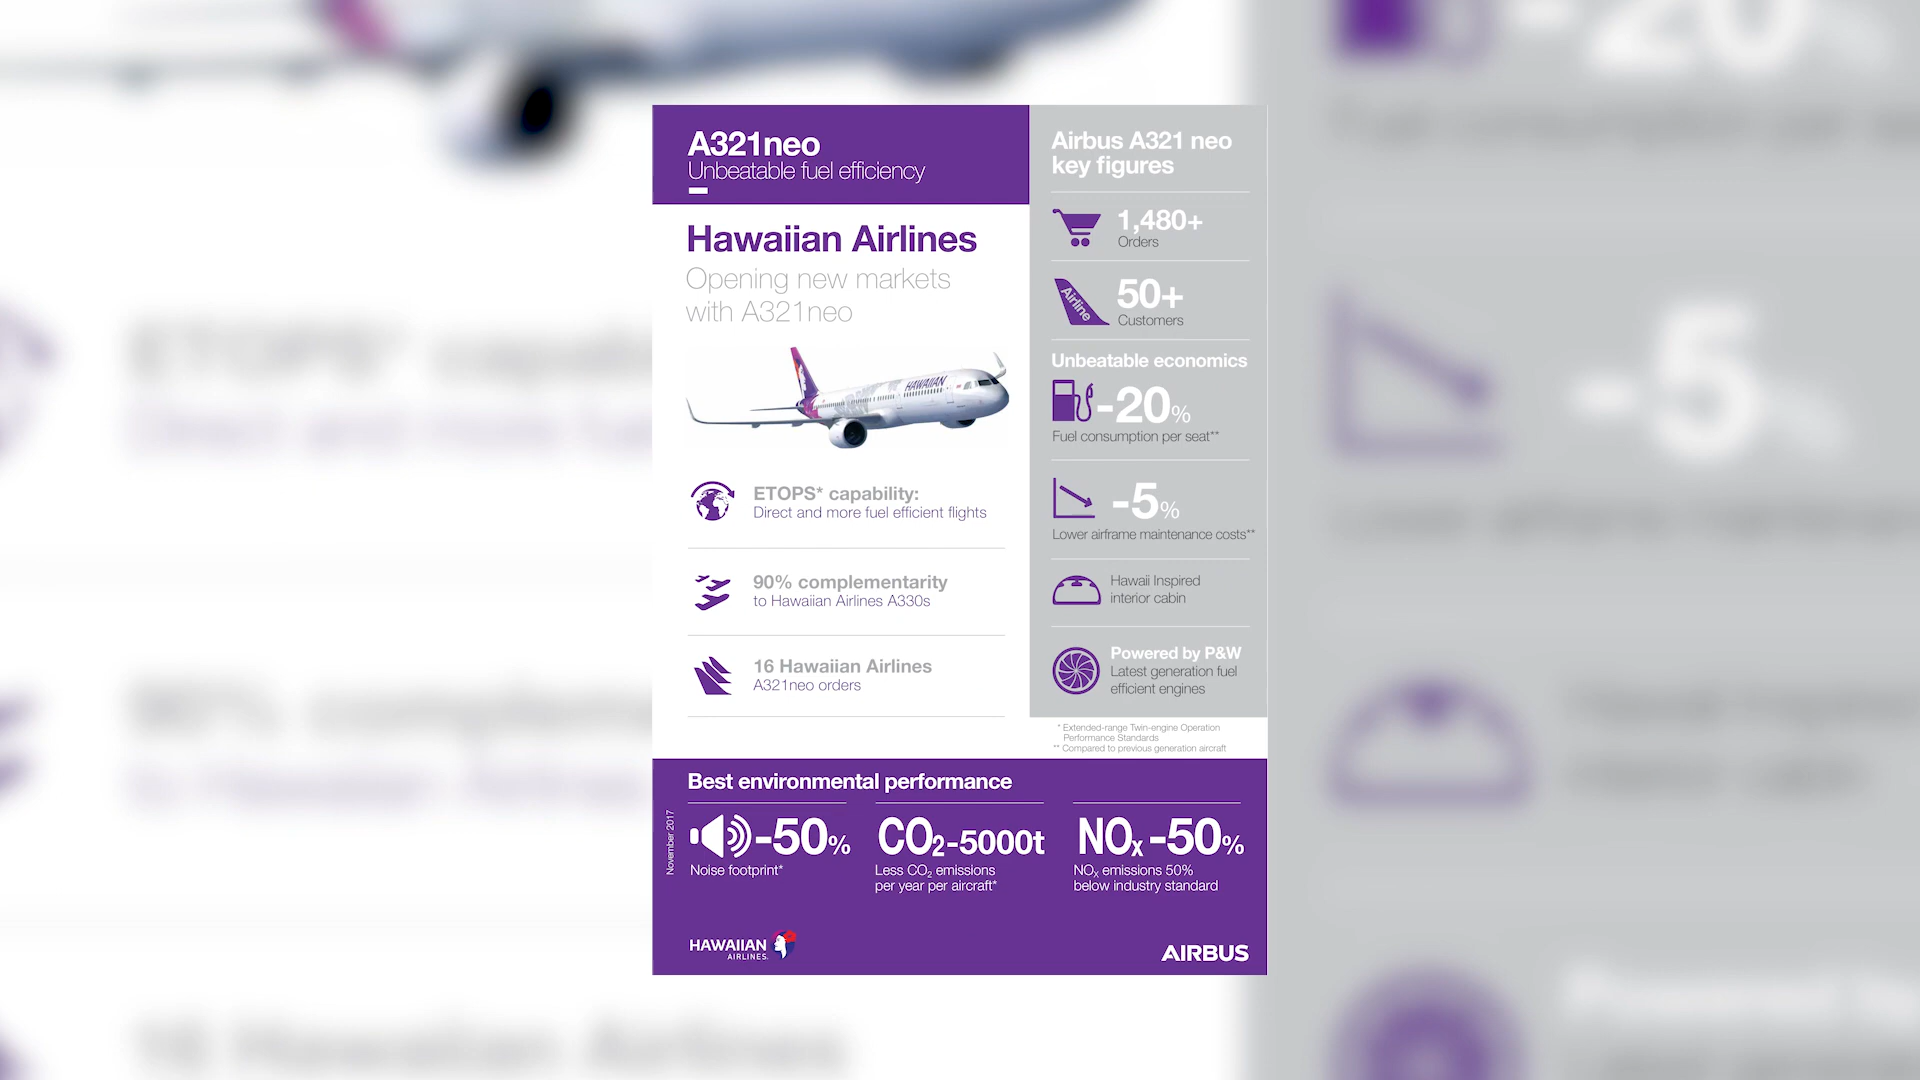 A321neo
Unbeatable fuel efficiency
Hawaiian Airlines
Opening new markets
with A321neo
HAWAIIAN
ETOPS* capability:
Direct and more fuel efficient flights
90% complementarity
to Hawaiian Airlines A330s
16 Hawaiian Airlines
A321neo orders
Airbus A321 neo
key figures
1,480+
Orders
Airline
50+
Customers
Unbeatable economics
-20%
Fuel consumption per seat**
-5%
Lower airframe maintenance costs**
Hawaii Inspired
interior cabin
Powered by P&W
Latest generation fuel
efficient engines
* Extended-range Twin-engine Operation
Performance Standards
** Compared to previous generation aircraft
Best environmental performance
November 2017
-50%
Noise footprint*
CO₂-5000t
Less CO₂ emissions
per year per aircraft*
NOₓ -50%
NOₓ emissions 50%
below industry standard
HAWAIIAN
AIRLINES.
AIRBUS